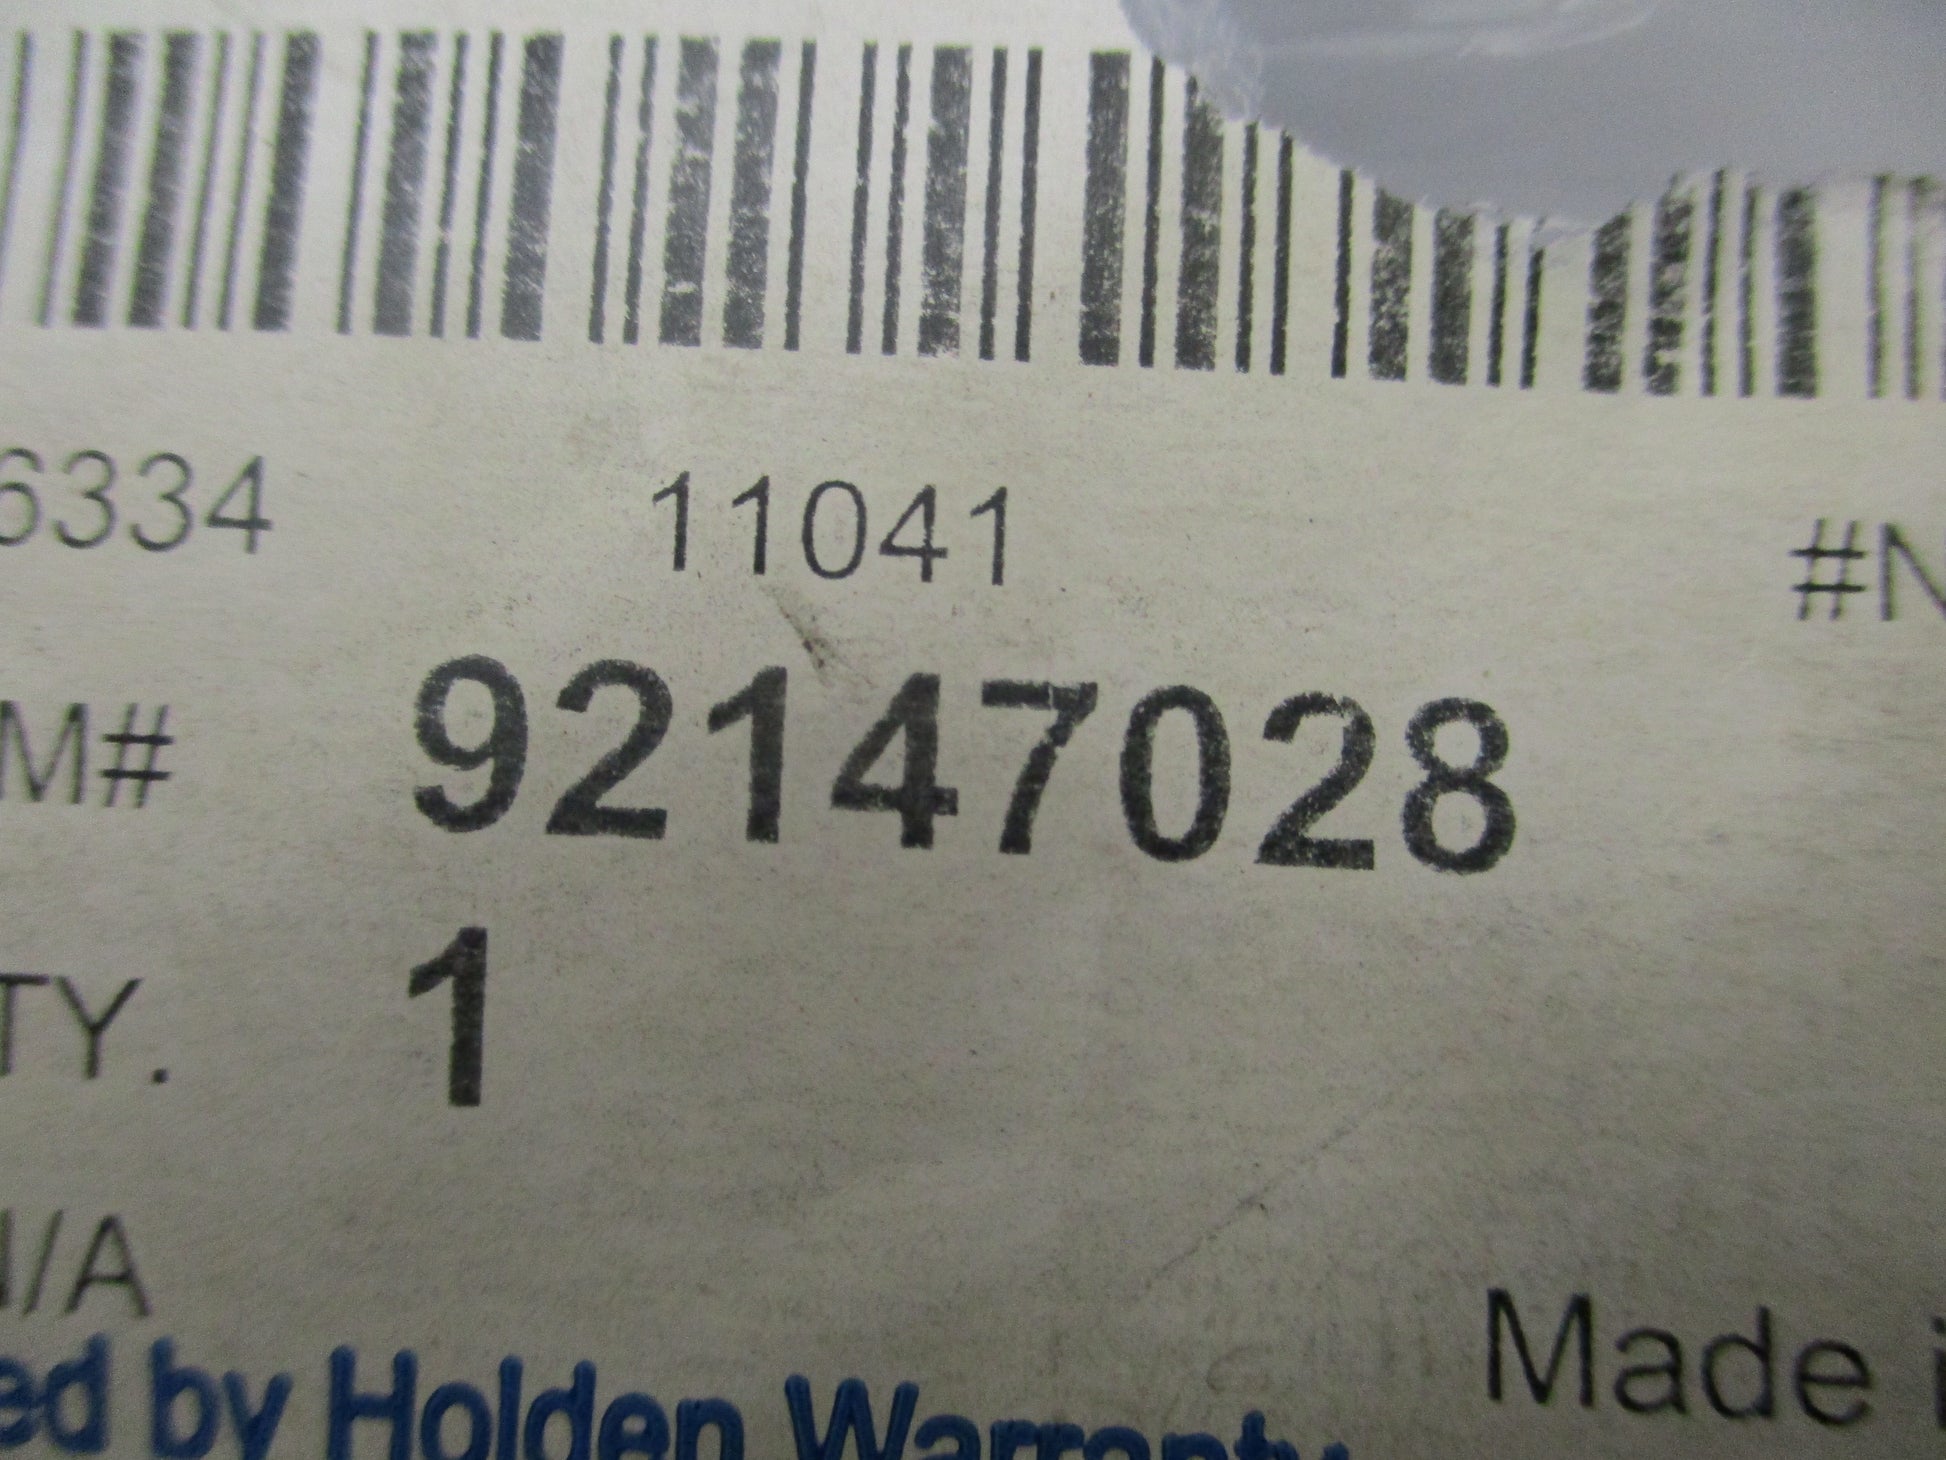 6334 11041 #N
M# 92147028
TY. 1
/A
Made i
ed by Holden Warranty